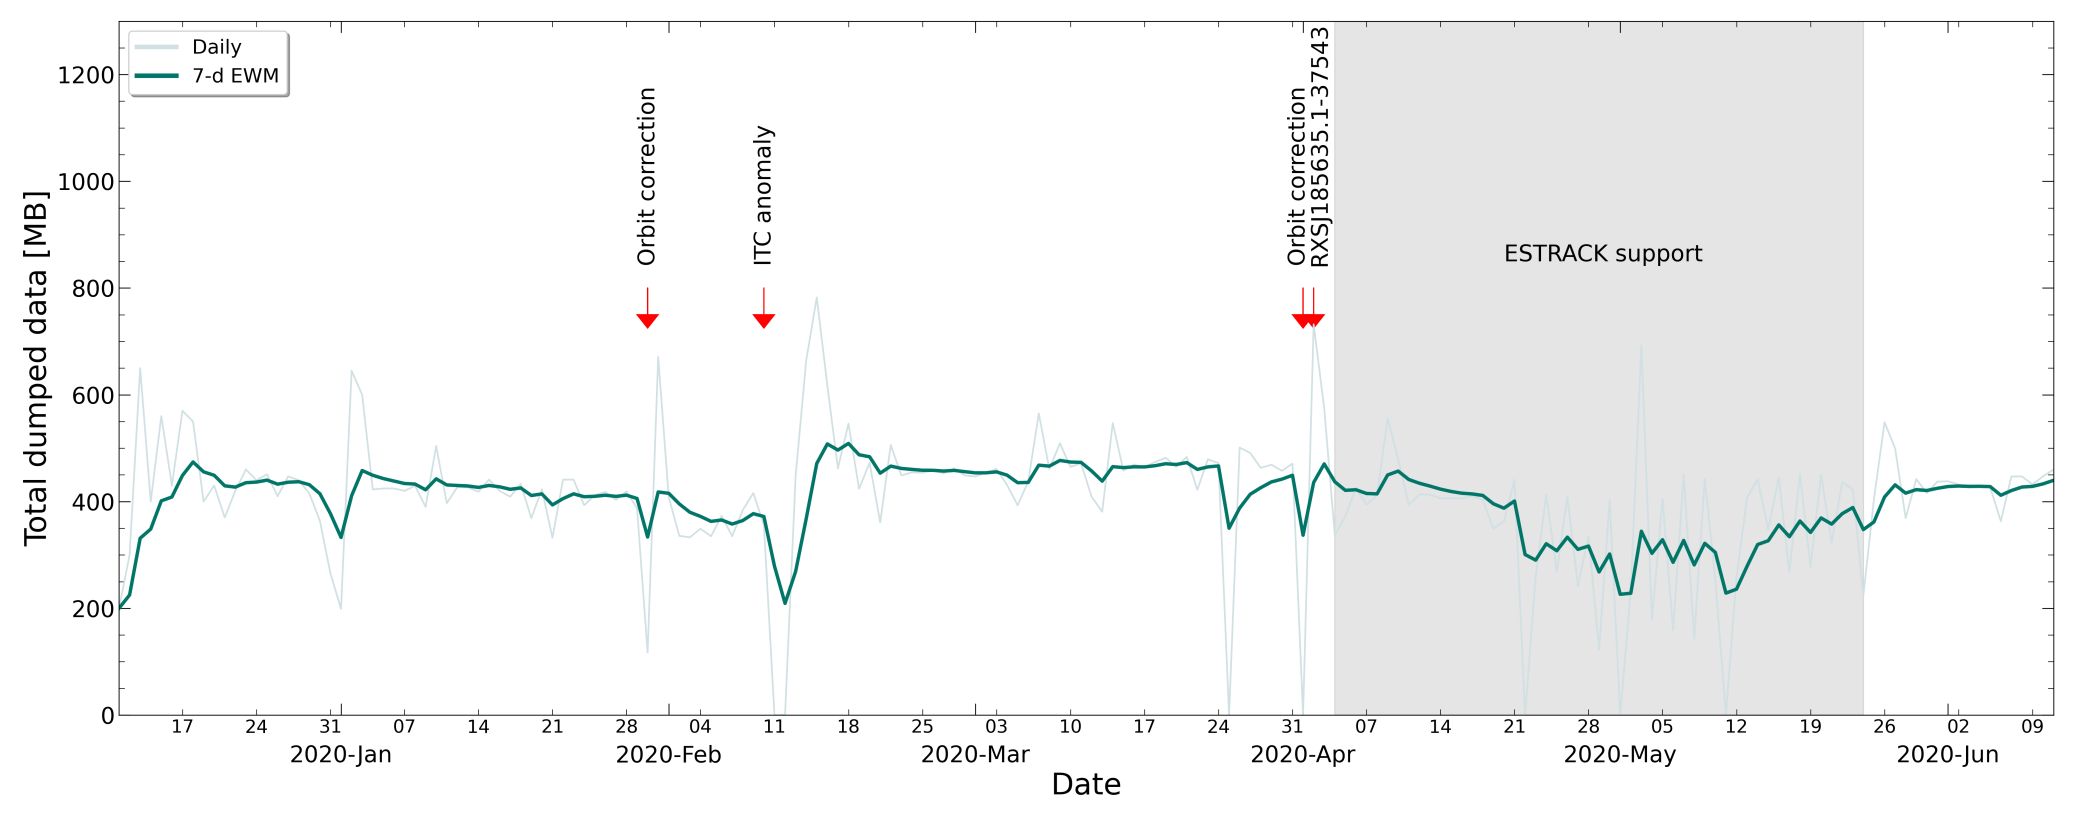 Daily
7-d EWM
Orbit correction
ITC anomaly
Orbit correction
RXSJ185635.1-37543
ESTRACK support
Total dumped data [MB]
1200
1000
800
600
400
200
0
17 24 31 07 14 21 28 04 11 18 25 03 10 17 24 31 07 14 21 28 05 12 19 26 02 09
2020-Jan 2020-Feb 2020-Mar 2020-Apr 2020-May 2020-Jun
Date